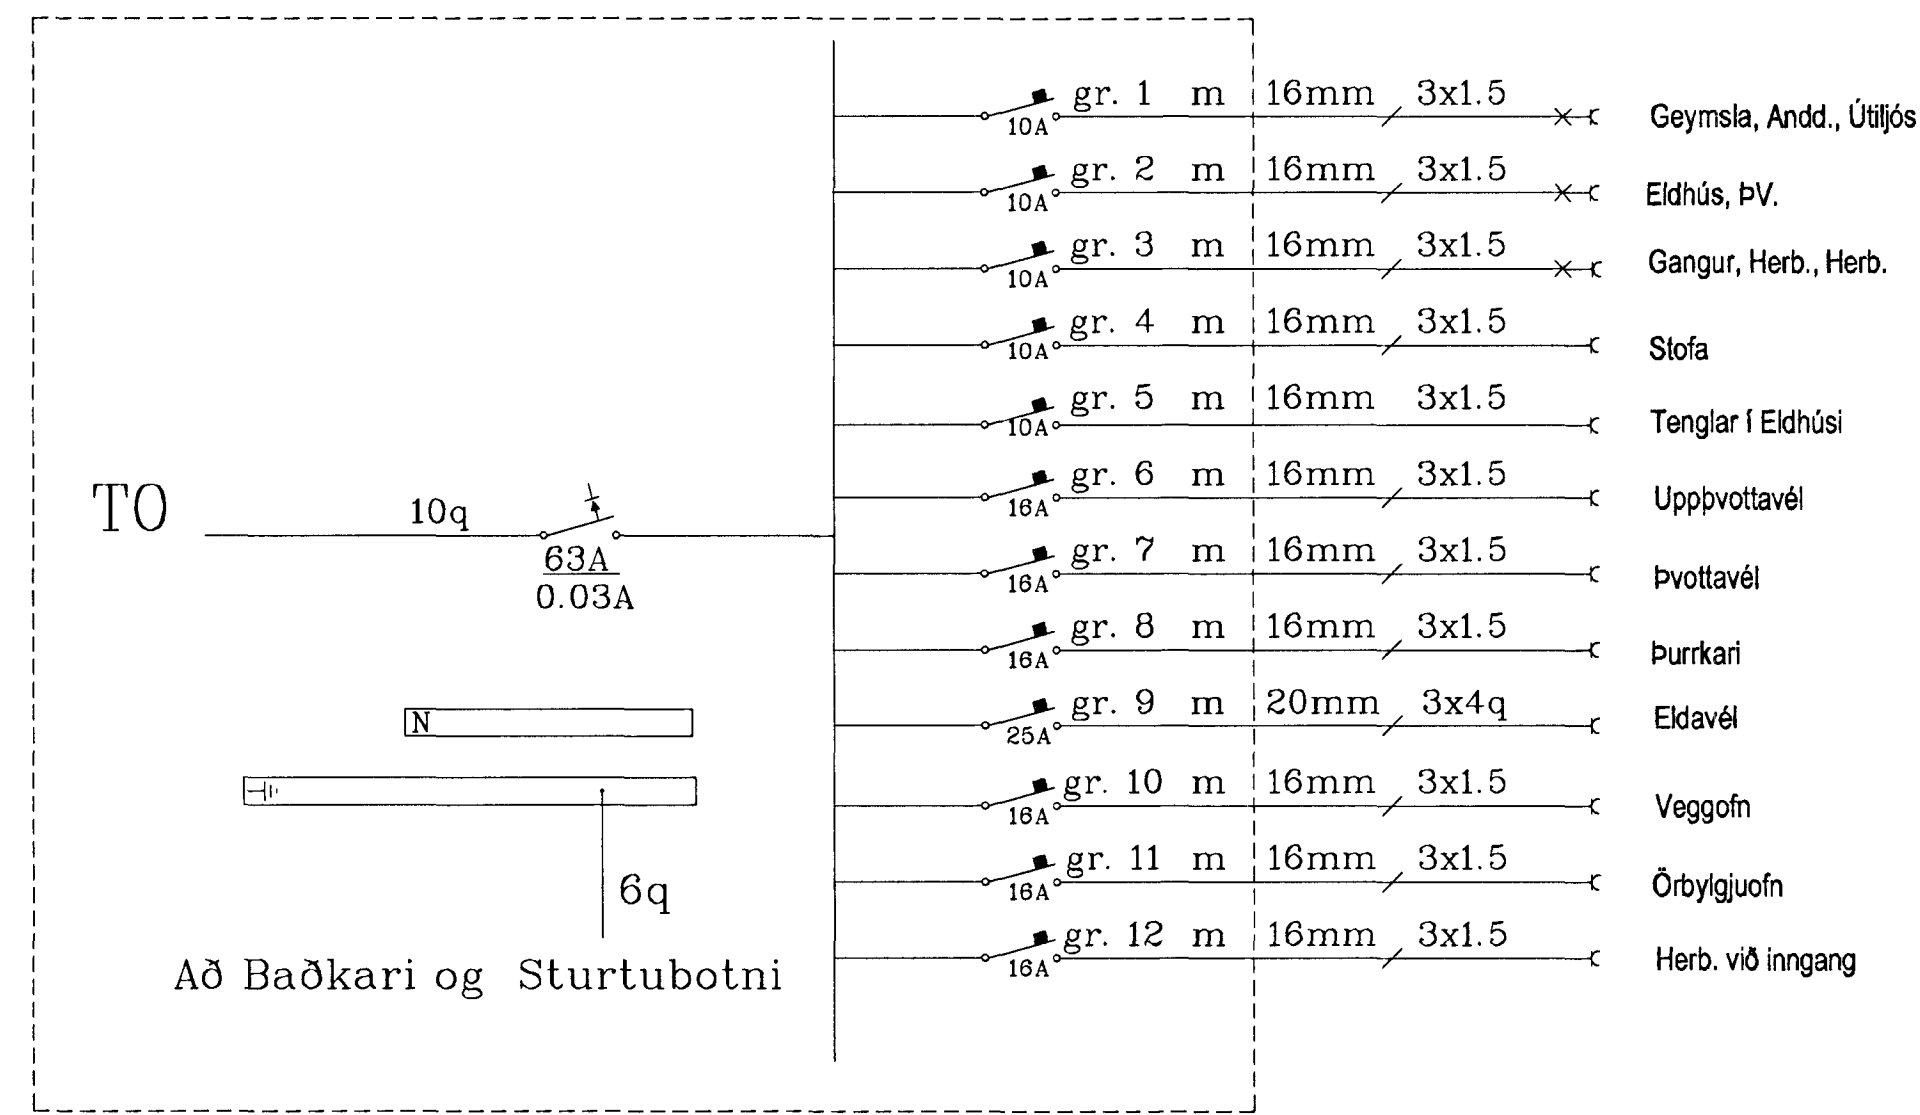 gr. 1 m 16mm 3x1.5 Geymsla, Andd., Útiljós
10A
gr. 2 m 16mm 3x1.5 Eldhús, ÞV.
10A
gr. 3 m 16mm 3x1.5 Gangur, Herb., Herb.
10A
gr. 4 m 16mm 3x1.5 Stofa
10A
gr. 5 m 16mm 3x1.5 Tenglar í Eldhúsi
10A
gr. 6 m 16mm 3x1.5 Uppþvottavél
16A
TO 10q
63A
0.03A
gr. 7 m 16mm 3x1.5 Þvottavél
16A
gr. 8 m 16mm 3x1.5 Þurrkari
16A
gr. 9 m 20mm 3x4q Eldavél
25A
N
gr. 10 m 16mm 3x1.5 Veggofn
16A
gr. 11 m 16mm 3x1.5 Örbylgjuofn
16A
6q
gr. 12 m 16mm 3x1.5 Herb. við inngang
16A
Að Baðkari og Sturtubotni